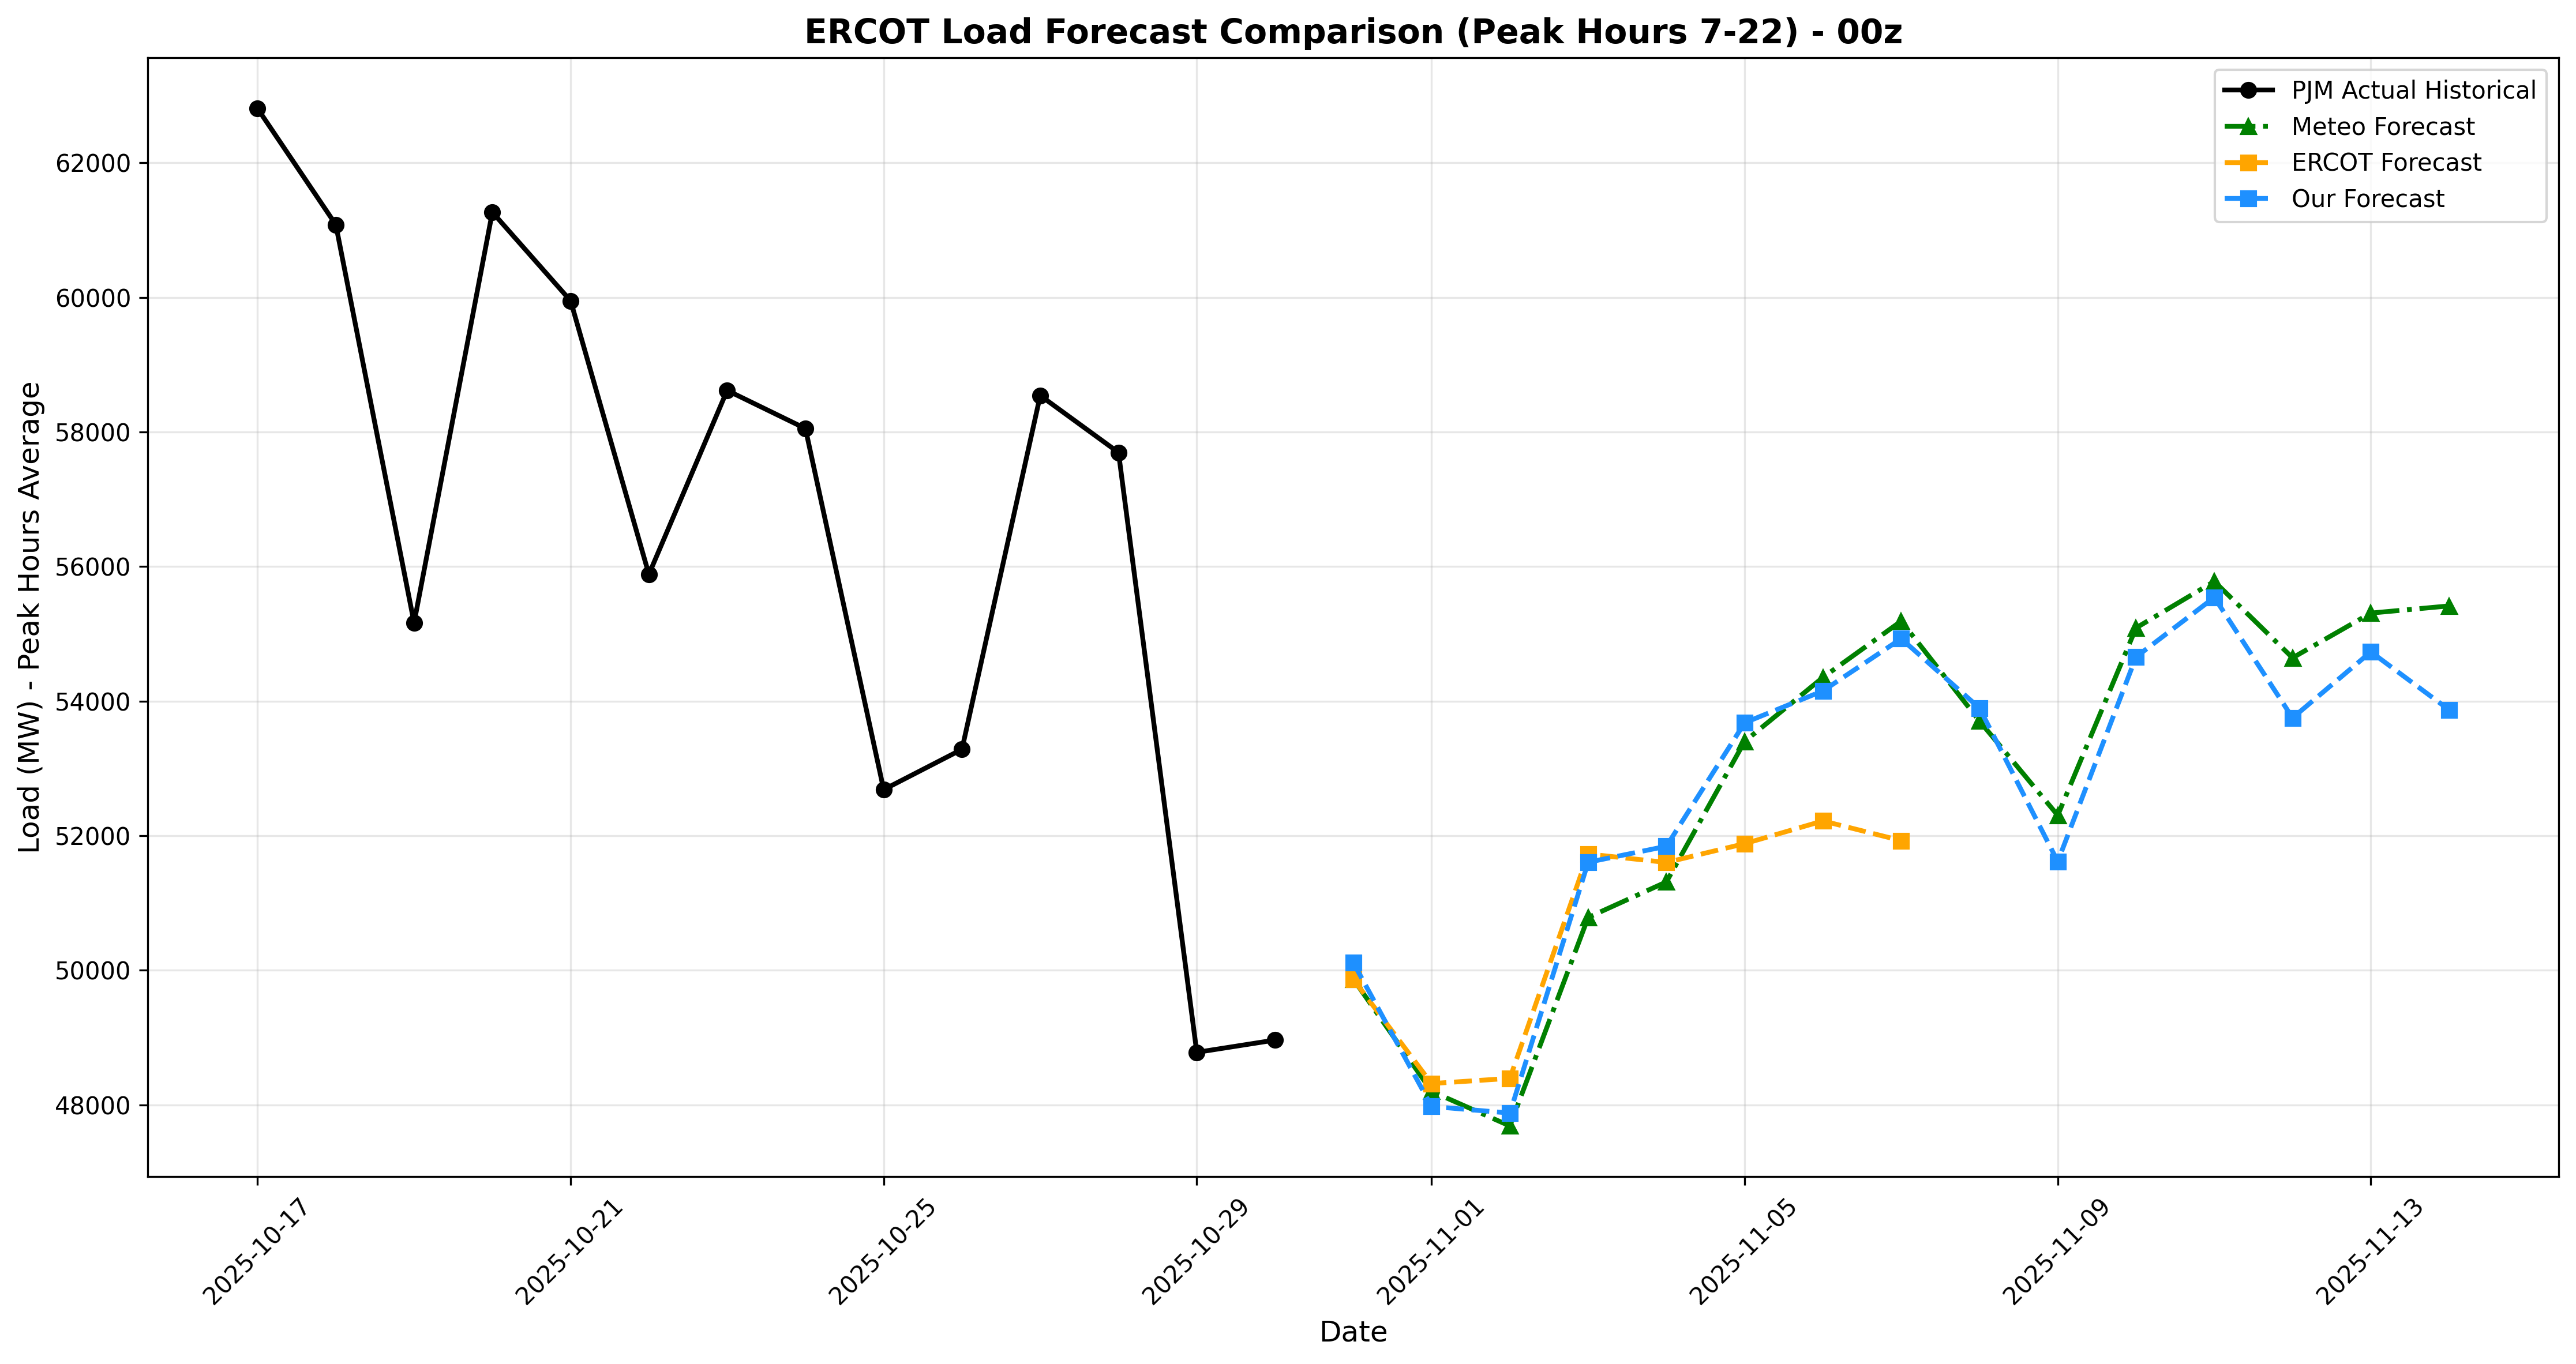 ERCOT Load Forecast Comparison (Peak Hours 7-22) - 00z
PJM Actual Historical
Meteo Forecast
ERCOT Forecast
Our Forecast
Load (MW) - Peak Hours Average
62000
60000
58000
56000
54000
52000
50000
48000
2025-10-17
2025-10-21
2025-10-25
2025-10-29
2025-11-01
2025-11-05
2025-11-09
2025-11-13
Date